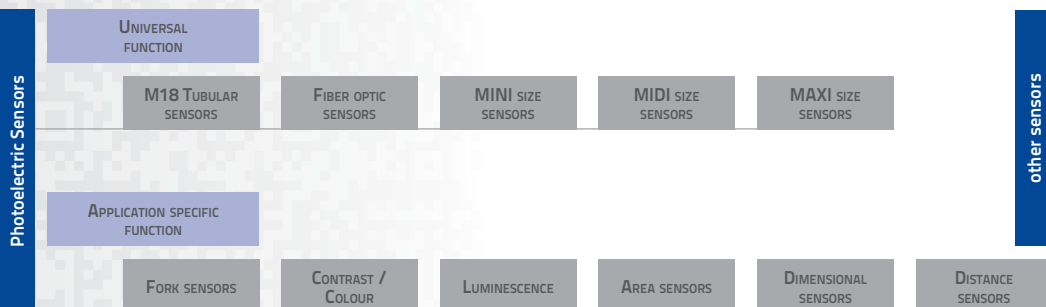 Photoelectric Sensors
Universal
function
M18 Tubular
sensors
Fiber optic
sensors
MINI size
sensors
MIDI size
sensors
MAXI size
sensors
Application specific
function
Fork sensors
Contrast /
Colour
Luminescence
Area sensors
Dimensional
sensors
Distance
sensors
other sensors